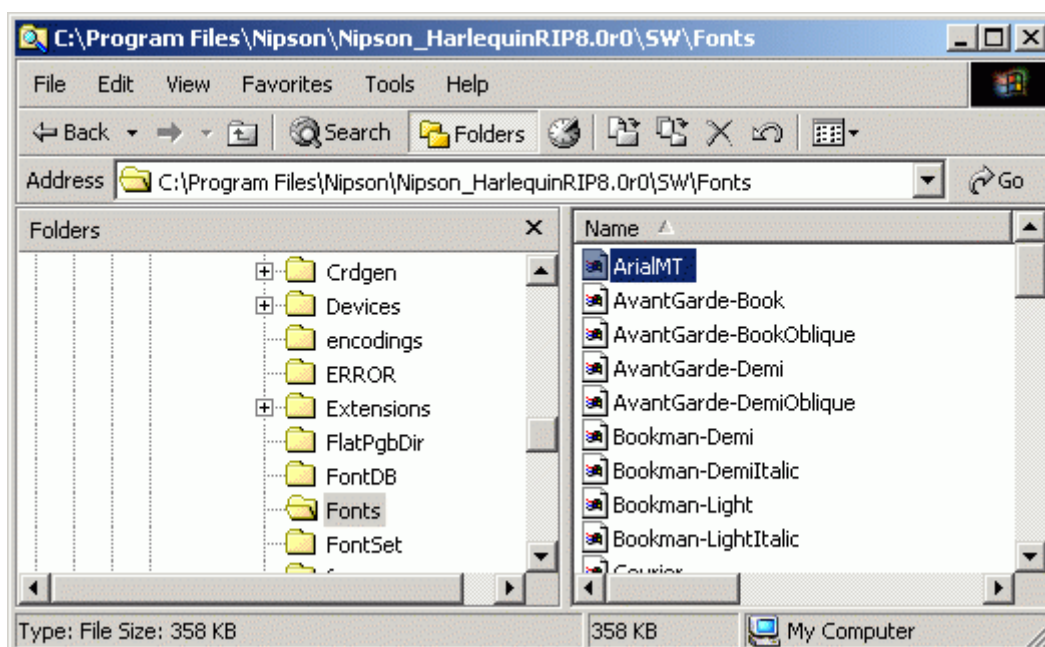 C:\Program Files\Nipson\Nipson_HarlequinRIP8.0r0\SW\Fonts
File Edit View Favorites Tools Help
Back Search Folders
Address C:\Program Files\Nipson\Nipson_HarlequinRIP8.0r0\SW\Fonts Go
Folders
Crdgen
Devices
encodings
ERROR
Extensions
FlatPgbDir
FontDB
Fonts
FontSet
Name
ArialMT
AvantGarde-Book
AvantGarde-BookOblique
AvantGarde-Demi
AvantGarde-DemiOblique
Bookman-Demi
Bookman-DemiItalic
Bookman-Light
Bookman-LightItalic
Courier
Type: File Size: 358 KB 358 KB My Computer